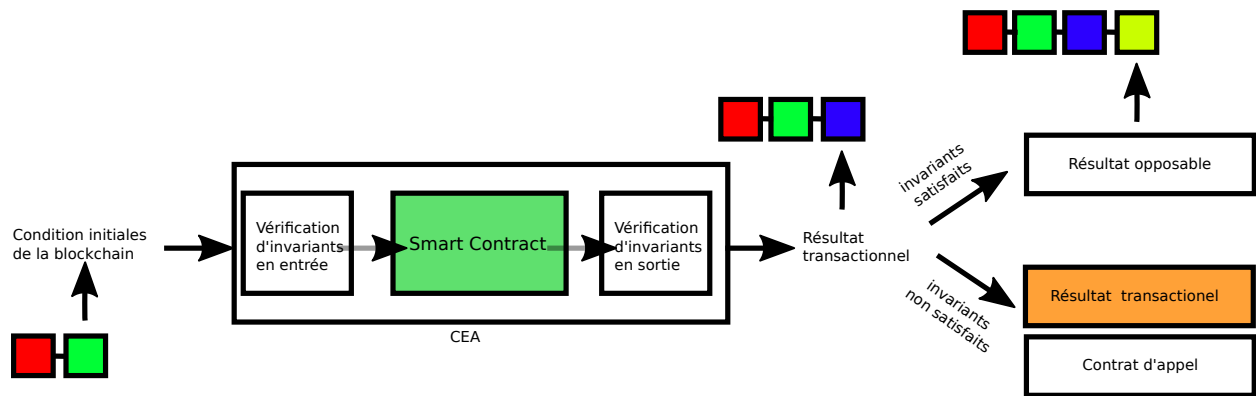 Condition initiales
de la blockchain
Vérification
d'invariants
en entrée
Smart Contract
Vérification
d'invariants
en sortie
CEA
Résultat
transactionnel
invariants
satisfaits
invariants
non satisfaits
Résultat opposable
Résultat transactionel
Contrat d'appel